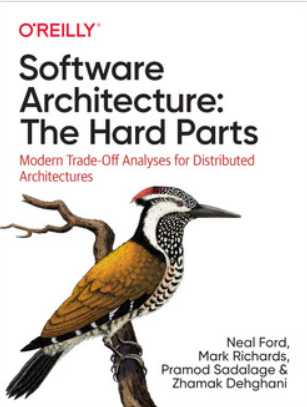 O'REILLY®
Software
Architecture:
The Hard Parts
Modern Trade-Off Analyses for Distributed
Architectures
Neal Ford,
Mark Richards,
Pramod Sadalage &
Zhamak Dehghani